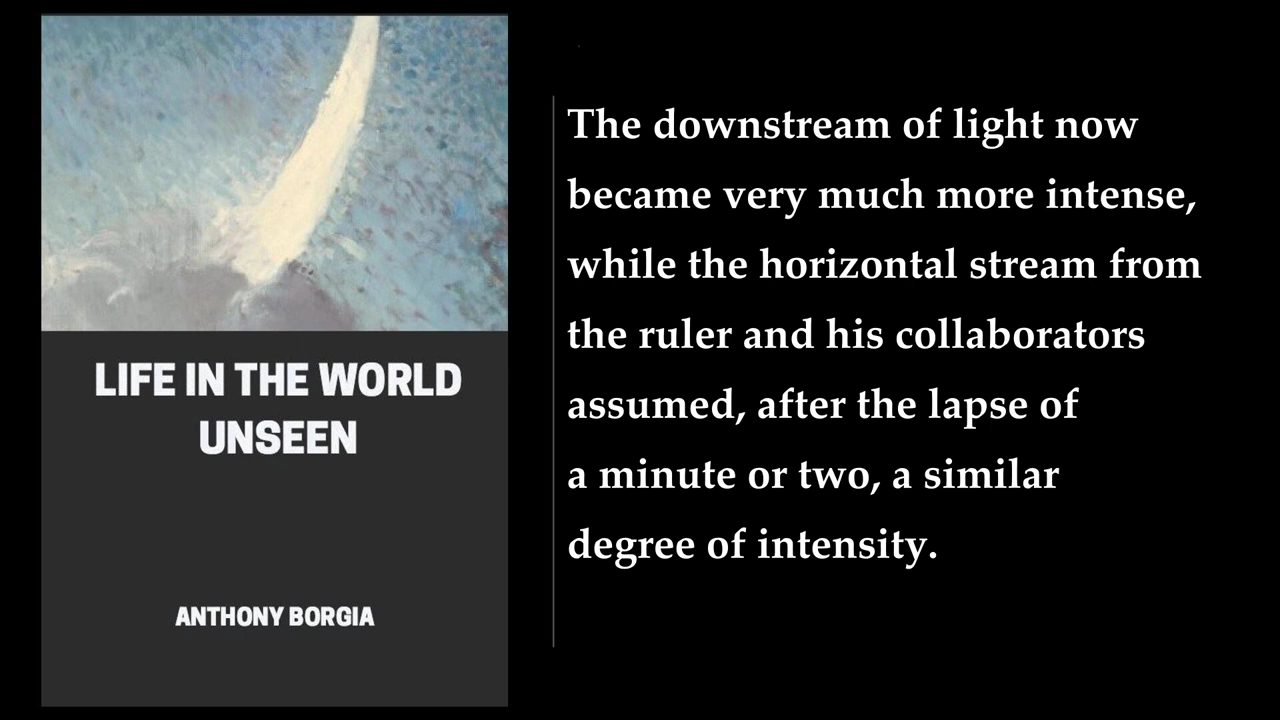 LIFE IN THE WORLD
UNSEEN
ANTHONY BORGIA
The downstream of light now
became very much more intense,
while the horizontal stream from
the ruler and his collaborators
assumed, after the lapse of
a minute or two, a similar
degree of intensity.